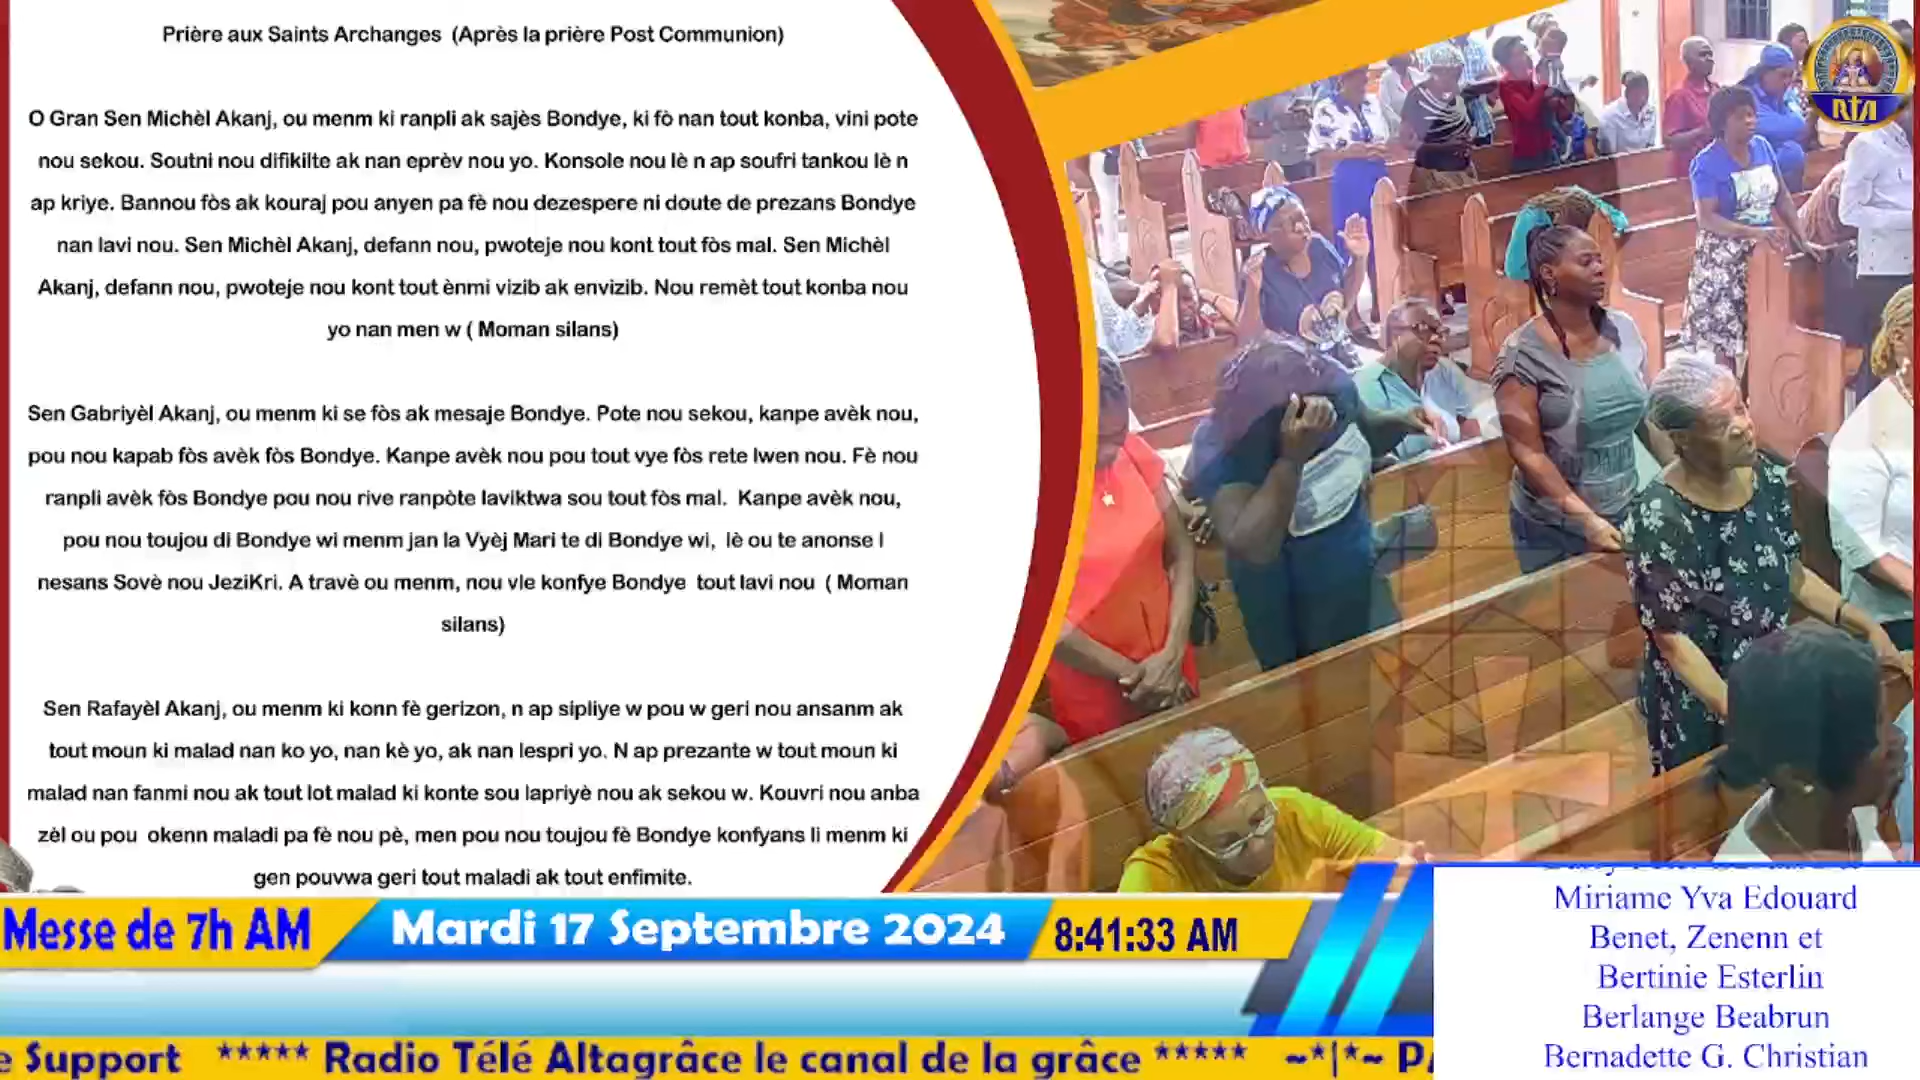 Prière aux Saints Archanges  (Après la prière Post Communion)
O Gran Sen Michèl Akanj, ou menm ki ranpli ak sajès Bondye, ki fò nan tout konba, vini pote
nou sekou. Soutni nou difikilte ak nan eprèv nou yo. Konsole nou lè n ap soufri tankou lè n
ap kriye. Bannou fòs ak kouraj pou anyen pa fè nou dezespere ni doute de prezans Bondye
nan lavi nou. Sen Michèl Akanj, defann nou, pwoteje nou kont tout fòs mal. Sen Michèl
Akanj, defann nou, pwoteje nou kont tout ènmi vizib ak envizib. Nou remèt tout konba nou
yo nan men w ( Moman silans)
Sen Gabriyèl Akanj, ou menm ki se fòs ak mesaje Bondye. Pote nou sekou, kanpe avèk nou,
pou nou kapab fòs avèk fòs Bondye. Kanpe avèk nou pou tout vye fòs rete lwen nou. Fè nou
ranpli avèk fòs Bondye pou nou rive ranpòte laviktwa sou tout fòs mal.  Kanpe avèk nou,
pou nou toujou di Bondye wi menm jan la Vyèj Mari te di Bondye wi,  lè ou te anonse l
nesans Sovè nou JeziKri. A travè ou menm, nou vle konfye Bondye  tout lavi nou  ( Moman
silans)
Sen Rafayèl Akanj, ou menm ki konn fè gerizon, n ap sipliye w pou w geri nou ansanm ak
tout moun ki malad nan ko yo, nan kè yo, ak nan lespri yo. N ap prezante w tout moun ki
malad nan fanmi nou ak tout lot malad ki konte sou lapriyè nou ak sekou w. Kouvri nou anba
zèl ou pou  okenn maladi pa fè nou pè, men pou nou toujou fè Bondye konfyans li menm ki
gen pouvwa geri tout maladi ak tout enfimite.
RTA
Messe de 7h AM
Mardi 17 Septembre 2024
8:41:33 AM
Miriame Yva Edouard
Benet, Zenenn et
Bertinie Esterlin
Berlange Beabrun
Bernadette G. Christian
e Support   ***** Radio Télé Altagrâce le canal de la grâce *****   ~*|*~ P